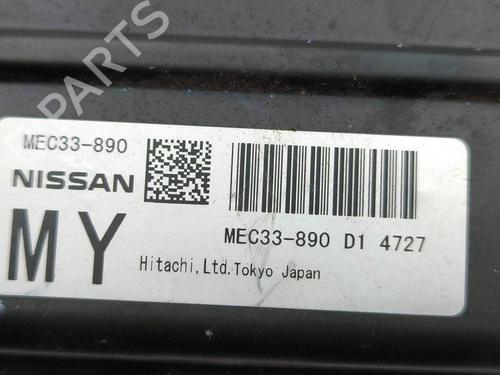 PARTS
MEC33-890
NISSAN
MY
MEC33-890 D1 4727
Hitachi,Ltd.Tokyo Japan